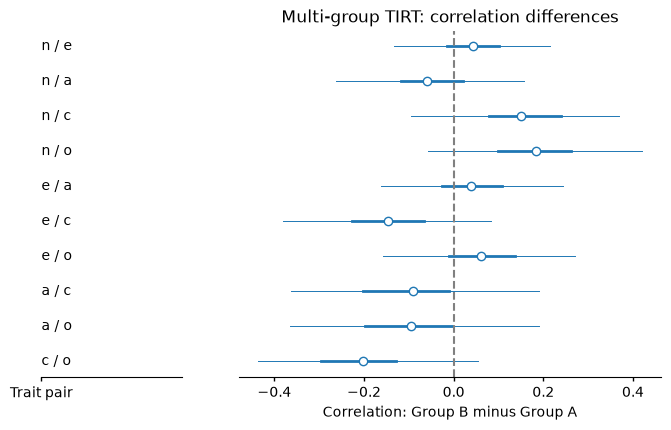 Multi-group TIRT: correlation differences
n / e
n / a
n / c
n / o
e / a
e / c
e / o
a / c
a / o
c / o
Trait pair
−0.4 −0.2 0.0 0.2 0.4
Correlation: Group B minus Group A